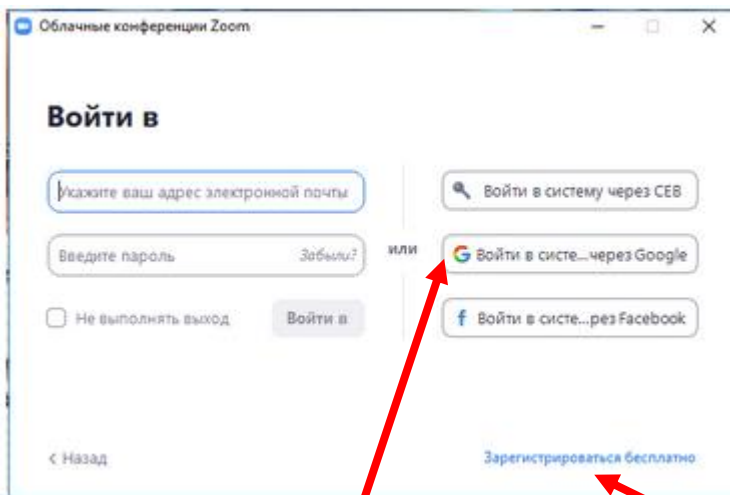 Облачные конференции Zoom
Войти в
Укажите ваш адрес электронной почты
Введите пароль Забыли?
Не выполнять выход Войти в
или
Войти в систему через СЕВ
Войти в систе...через Google
Войти в систе...рез Facebook
< Назад
Зарегистрироваться бесплатно